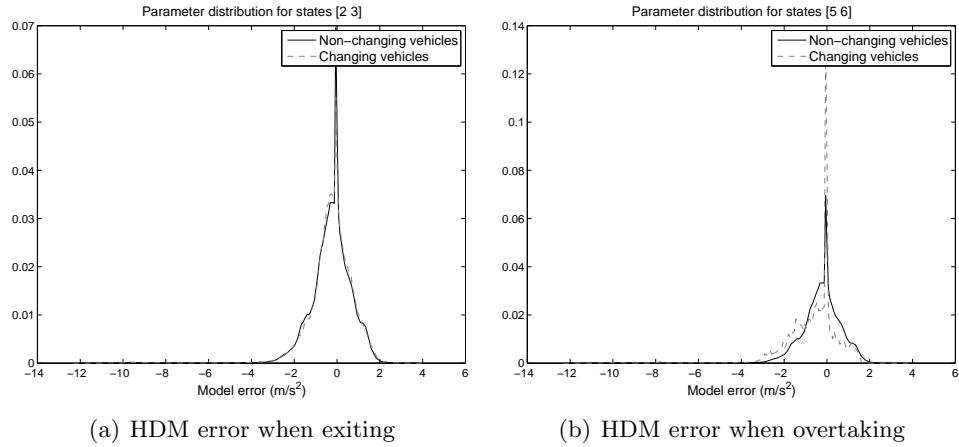 Parameter distribution for states [2 3]
0.07
0.06
0.05
0.04
0.03
0.02
0.01
0
Non-changing vehicles
Changing vehicles
−14 −12 −10 −8 −6 −4 −2 0 2 4 6
Model error (m/s²)
(a) HDM error when exiting
Parameter distribution for states [5 6]
0.14
0.12
0.1
0.08
0.06
0.04
0.02
0
Non-changing vehicles
Changing vehicles
−14 −12 −10 −8 −6 −4 −2 0 2 4 6
Model error (m/s²)
(b) HDM error when overtaking